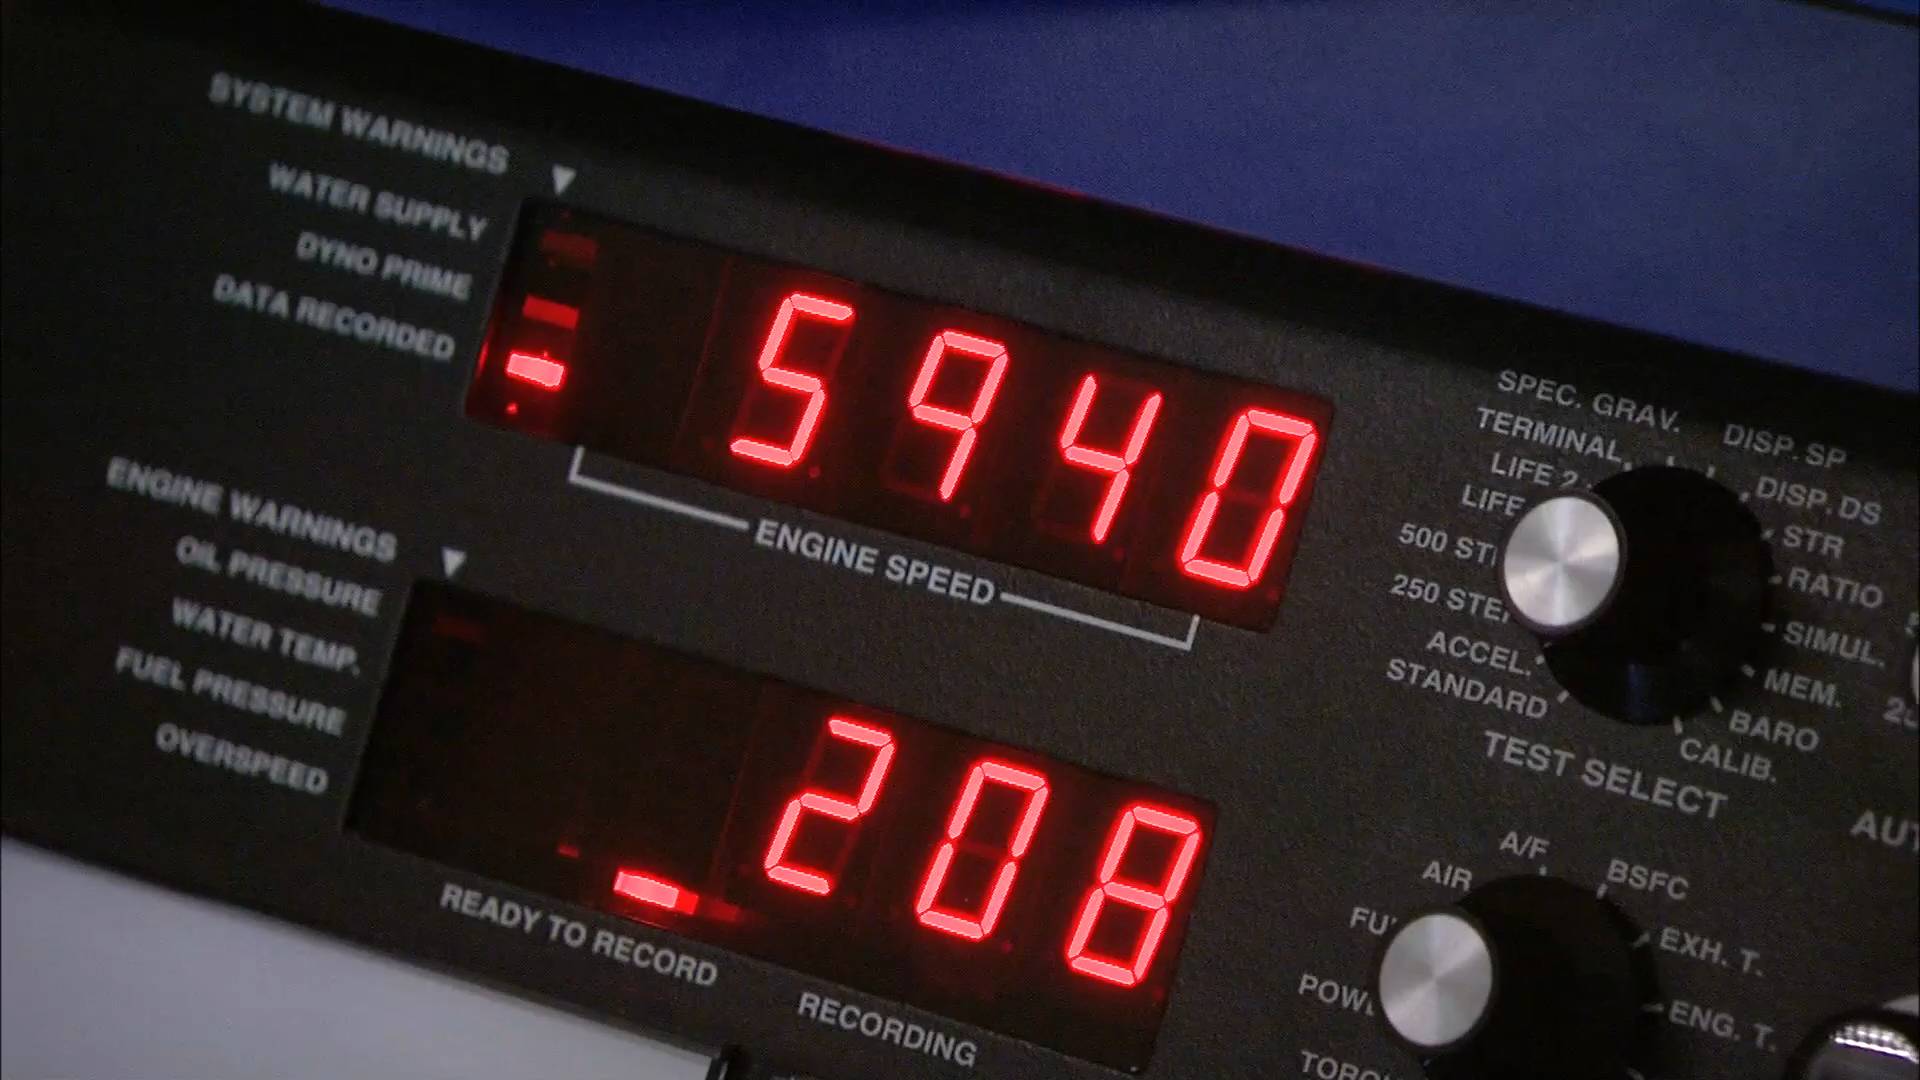 SYSTEM WARNINGS
WATER SUPPLY
DYNO PRIME
DATA RECORDED
5940
ENGINE SPEED
ENGINE WARNINGS
OIL PRESSURE
WATER TEMP.
FUEL PRESSURE
OVERSPEED
208
READY TO RECORD
RECORDING
SPEC. GRAV.
TERMINAL
LIFE 2
LIFE
500 ST
250 STE
ACCEL.
STANDARD
DISP. SP
DISP. DS
STR
RATIO
SIMUL.
MEM.
BARO
CALIB.
TEST SELECT
AUT
A/F
AIR
FU
POW
TORQ
BSFC
EXH. T.
ENG. T.